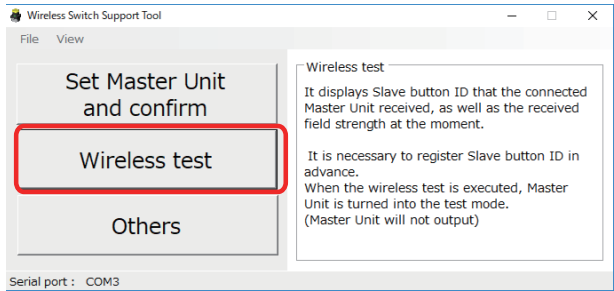 Wireless Switch Support Tool
File View
Set Master Unit
and confirm
Wireless test
Others
Wireless test
It displays Slave button ID that the connected
Master Unit received, as well as the received
field strength at the moment.
It is necessary to register Slave button ID in
advance.
When the wireless test is executed, Master
Unit is turned into the test mode.
(Master Unit will not output)
Serial port : COM3